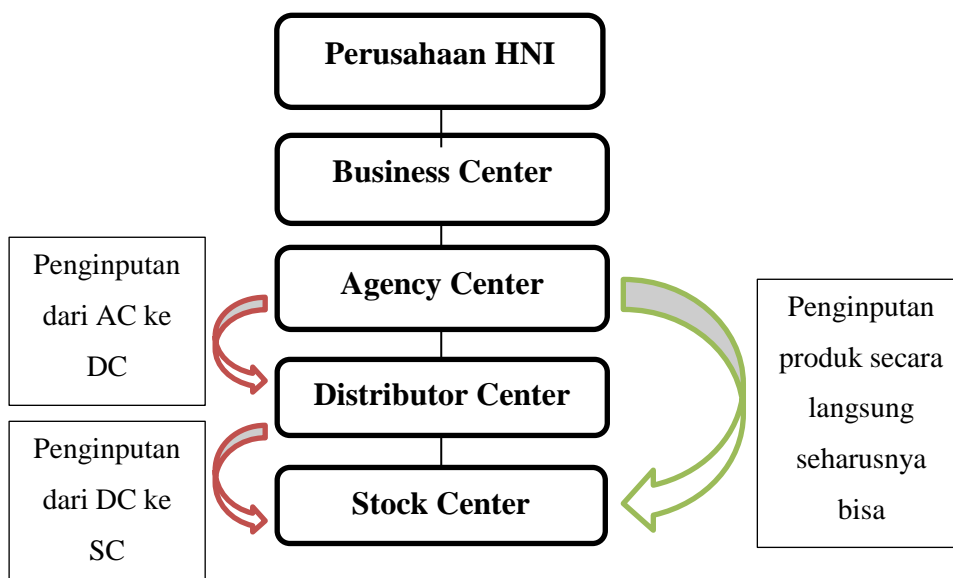 Perusahaan HNI
Business Center
Agency Center
Distributor Center
Stock Center
Penginputan
dari AC ke
DC
Penginputan
dari DC ke
SC
Penginputan
produk secara
langsung
seharusnya
bisa